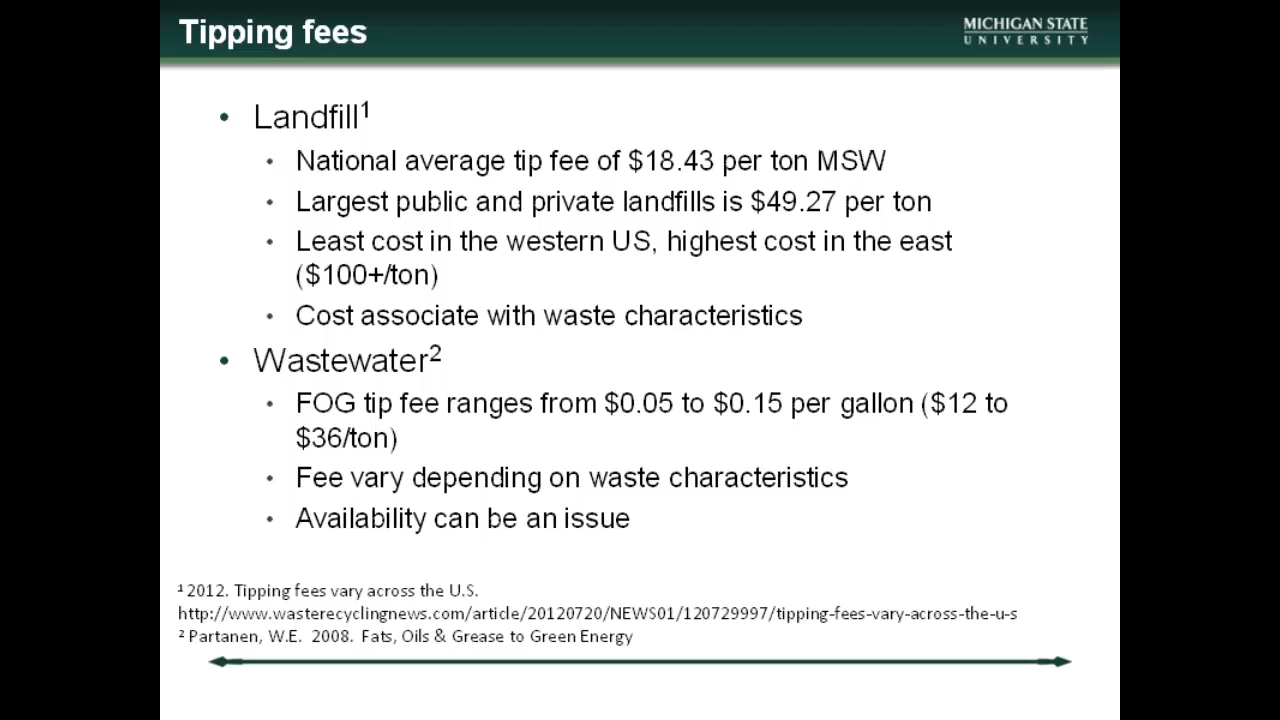 Tipping fees
MICHIGAN STATE
UNIVERSITY
• Landfill¹
• National average tip fee of $18.43 per ton MSW
• Largest public and private landfills is $49.27 per ton
• Least cost in the western US, highest cost in the east
($100+/ton)
• Cost associate with waste characteristics
• Wastewater²
• FOG tip fee ranges from $0.05 to $0.15 per gallon ($12 to
$36/ton)
• Fee vary depending on waste characteristics
• Availability can be an issue
¹ 2012. Tipping fees vary across the U.S.
http://www.wasterecyclingnews.com/article/20120720/NEWS01/120729997/tipping-fees-vary-across-the-u-s
² Partanen, W.E. 2008. Fats, Oils & Grease to Green Energy